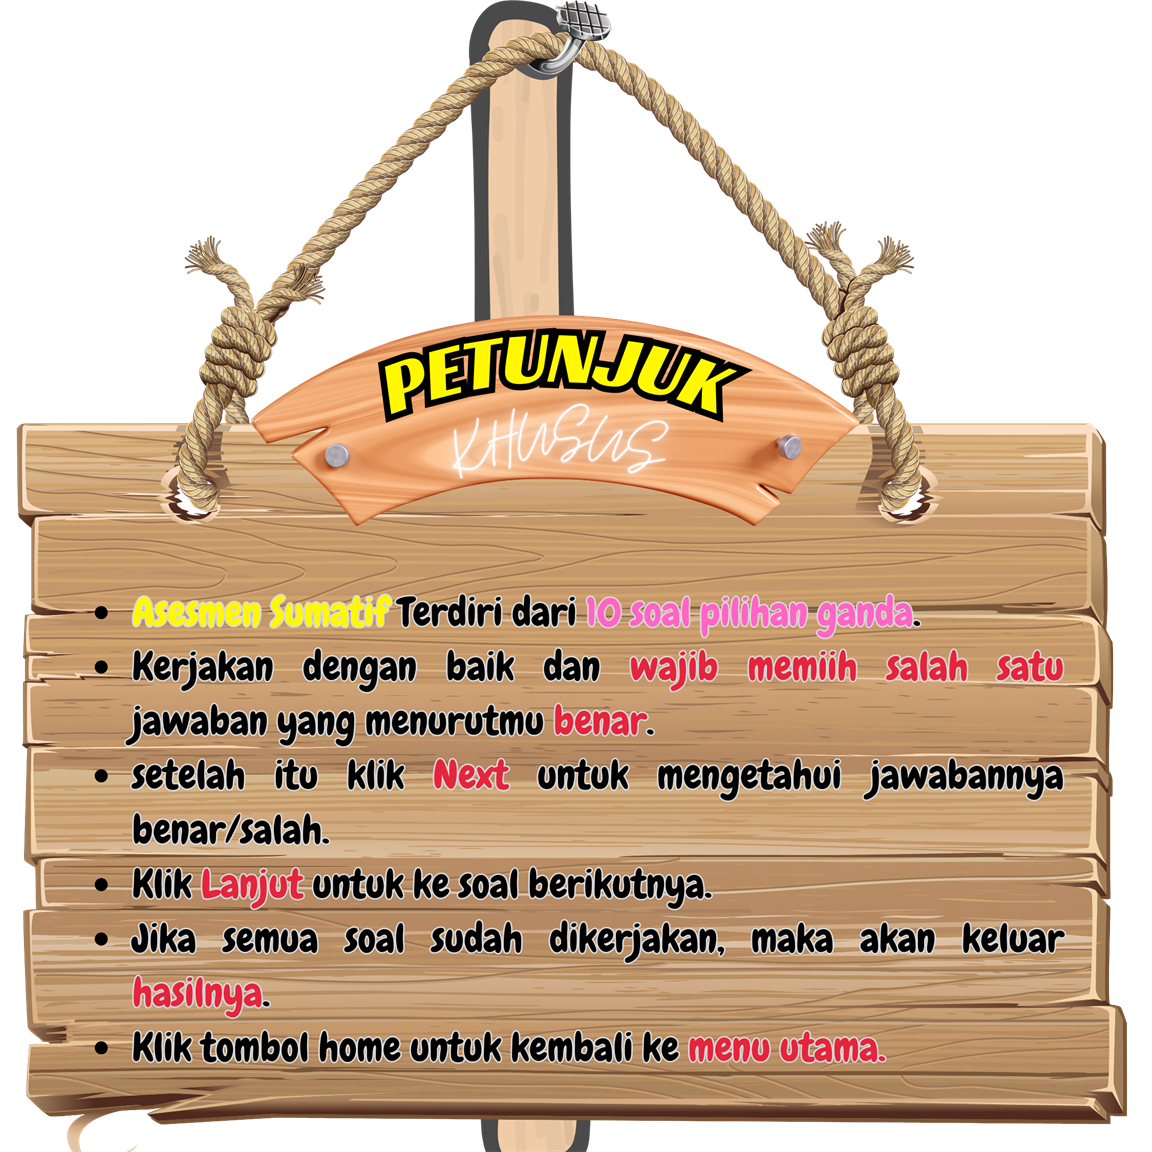 PETUNJUK
KHUSUS
• Asesmen Sumatif Terdiri dari 10 soal pilihan ganda.
• Kerjakan dengan baik dan wajib memiih salah satu
jawaban yang menurutmu benar.
• setelah itu klik Next untuk mengetahui jawabannya
benar/salah.
• Klik Lanjut untuk ke soal berikutnya.
• Jika semua soal sudah dikerjakan, maka akan keluar
hasilnya.
• Klik tombol home untuk kembali ke menu utama.